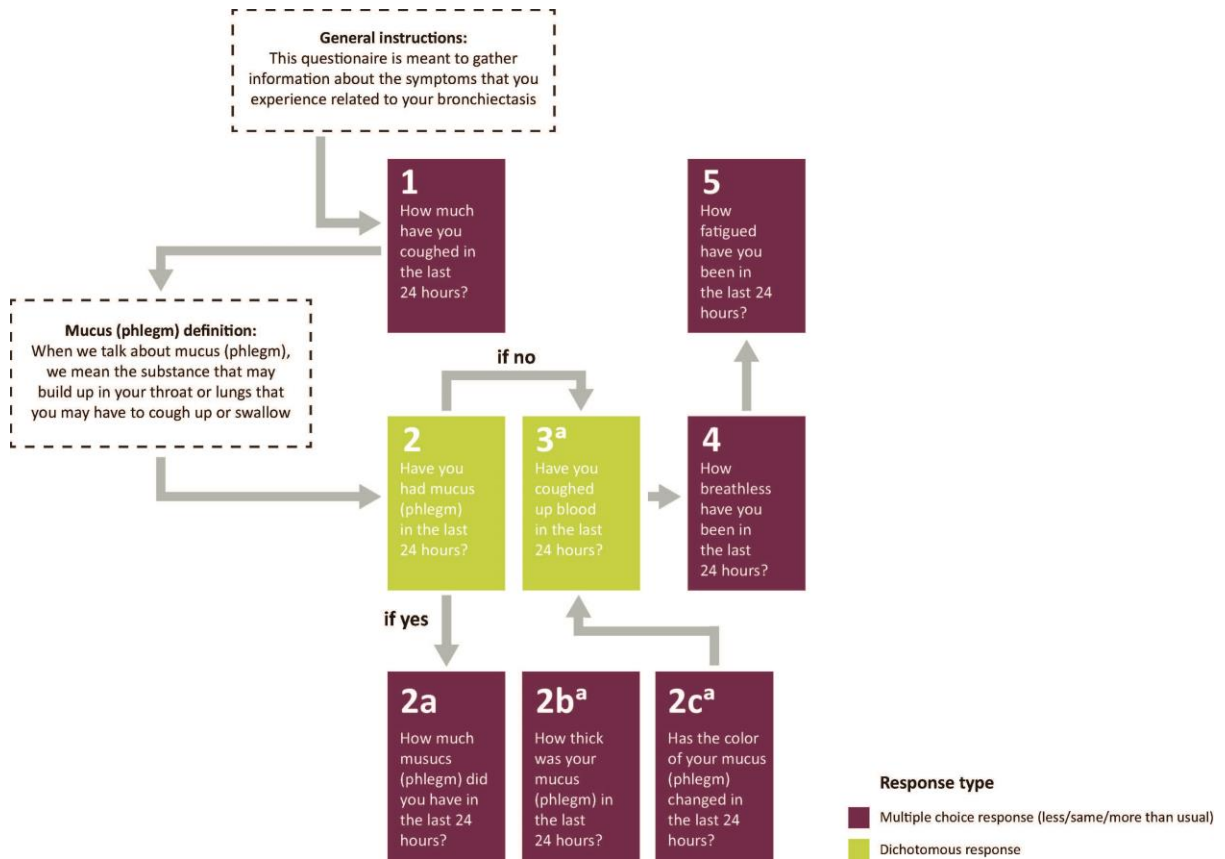 General instructions:
This questionaire is meant to gather
information about the symptoms that you
experience related to your bronchiectasis
1
How much
have you
coughed in
the last
24 hours?
Mucus (phlegm) definition:
When we talk about mucus (phlegm),
we mean the substance that may
build up in your throat or lungs that
you may have to cough up or swallow
if no
2
Have you
had mucus
(phlegm)
in the last
24 hours?
3ª
Have you
coughed
up blood
in the last
24 hours?
4
How
breathless
have you
been in
the last
24 hours?
5
How
fatigued
have you
been in
the last 24
hours?
if yes
2a
How much
musucs
(phlegm) did
you have in
the last 24
hours?
2bª
How thick
was your
mucus
(phlegm) in
the last
24 hours?
2cª
Has the color
of your mucus
(phlegm)
changed in
the last 24
hours?
Response type
Multiple choice response (less/same/more than usual)
Dichotomous response